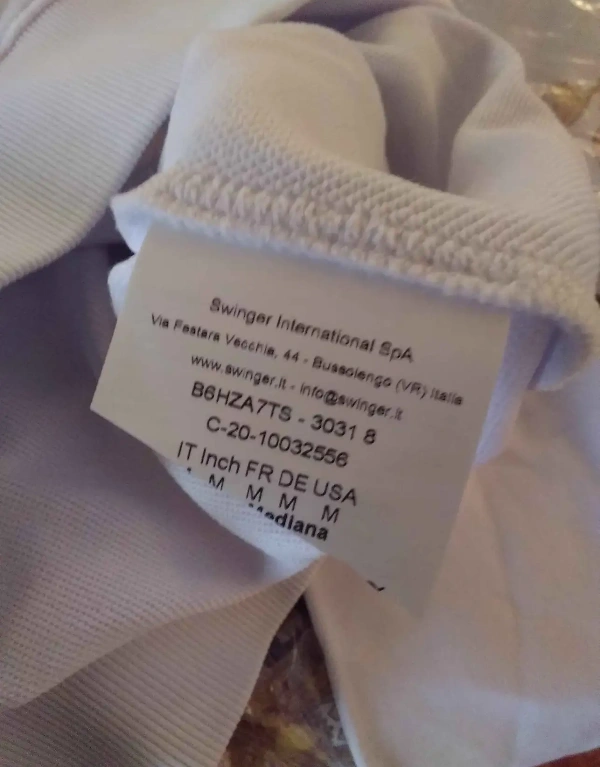 Swinger International SpA
Via Festara Vecchia, 44 - Bussolengo (VR) Italia
www.swinger.it - info@swinger.it
B6HZA7TS - 3031 8
C-20-10032556
IT Inch FR DE USA
M M M M
Mediana